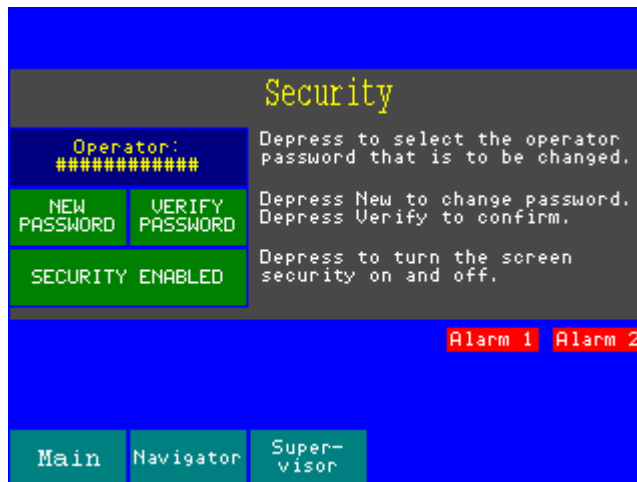 Security
Operator:
############
Depress to select the operator
password that is to be changed.
NEW
PASSWORD
VERIFY
PASSWORD
Depress New to change password.
Depress Verify to confirm.
SECURITY ENABLED
Depress to turn the screen
security on and off.
Alarm 1
Alarm 2
Main
Navigator
Super-
visor